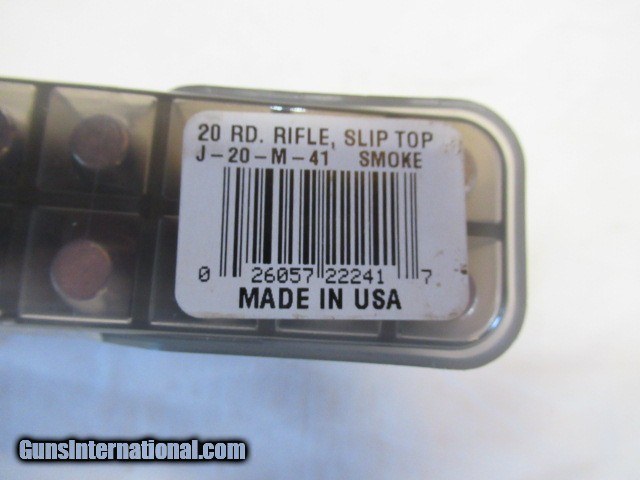 20 RD. RIFLE, SLIP TOP
J-20-M-41 SMOKE
0 26057 22241 7
MADE IN USA
GunsInternational.com